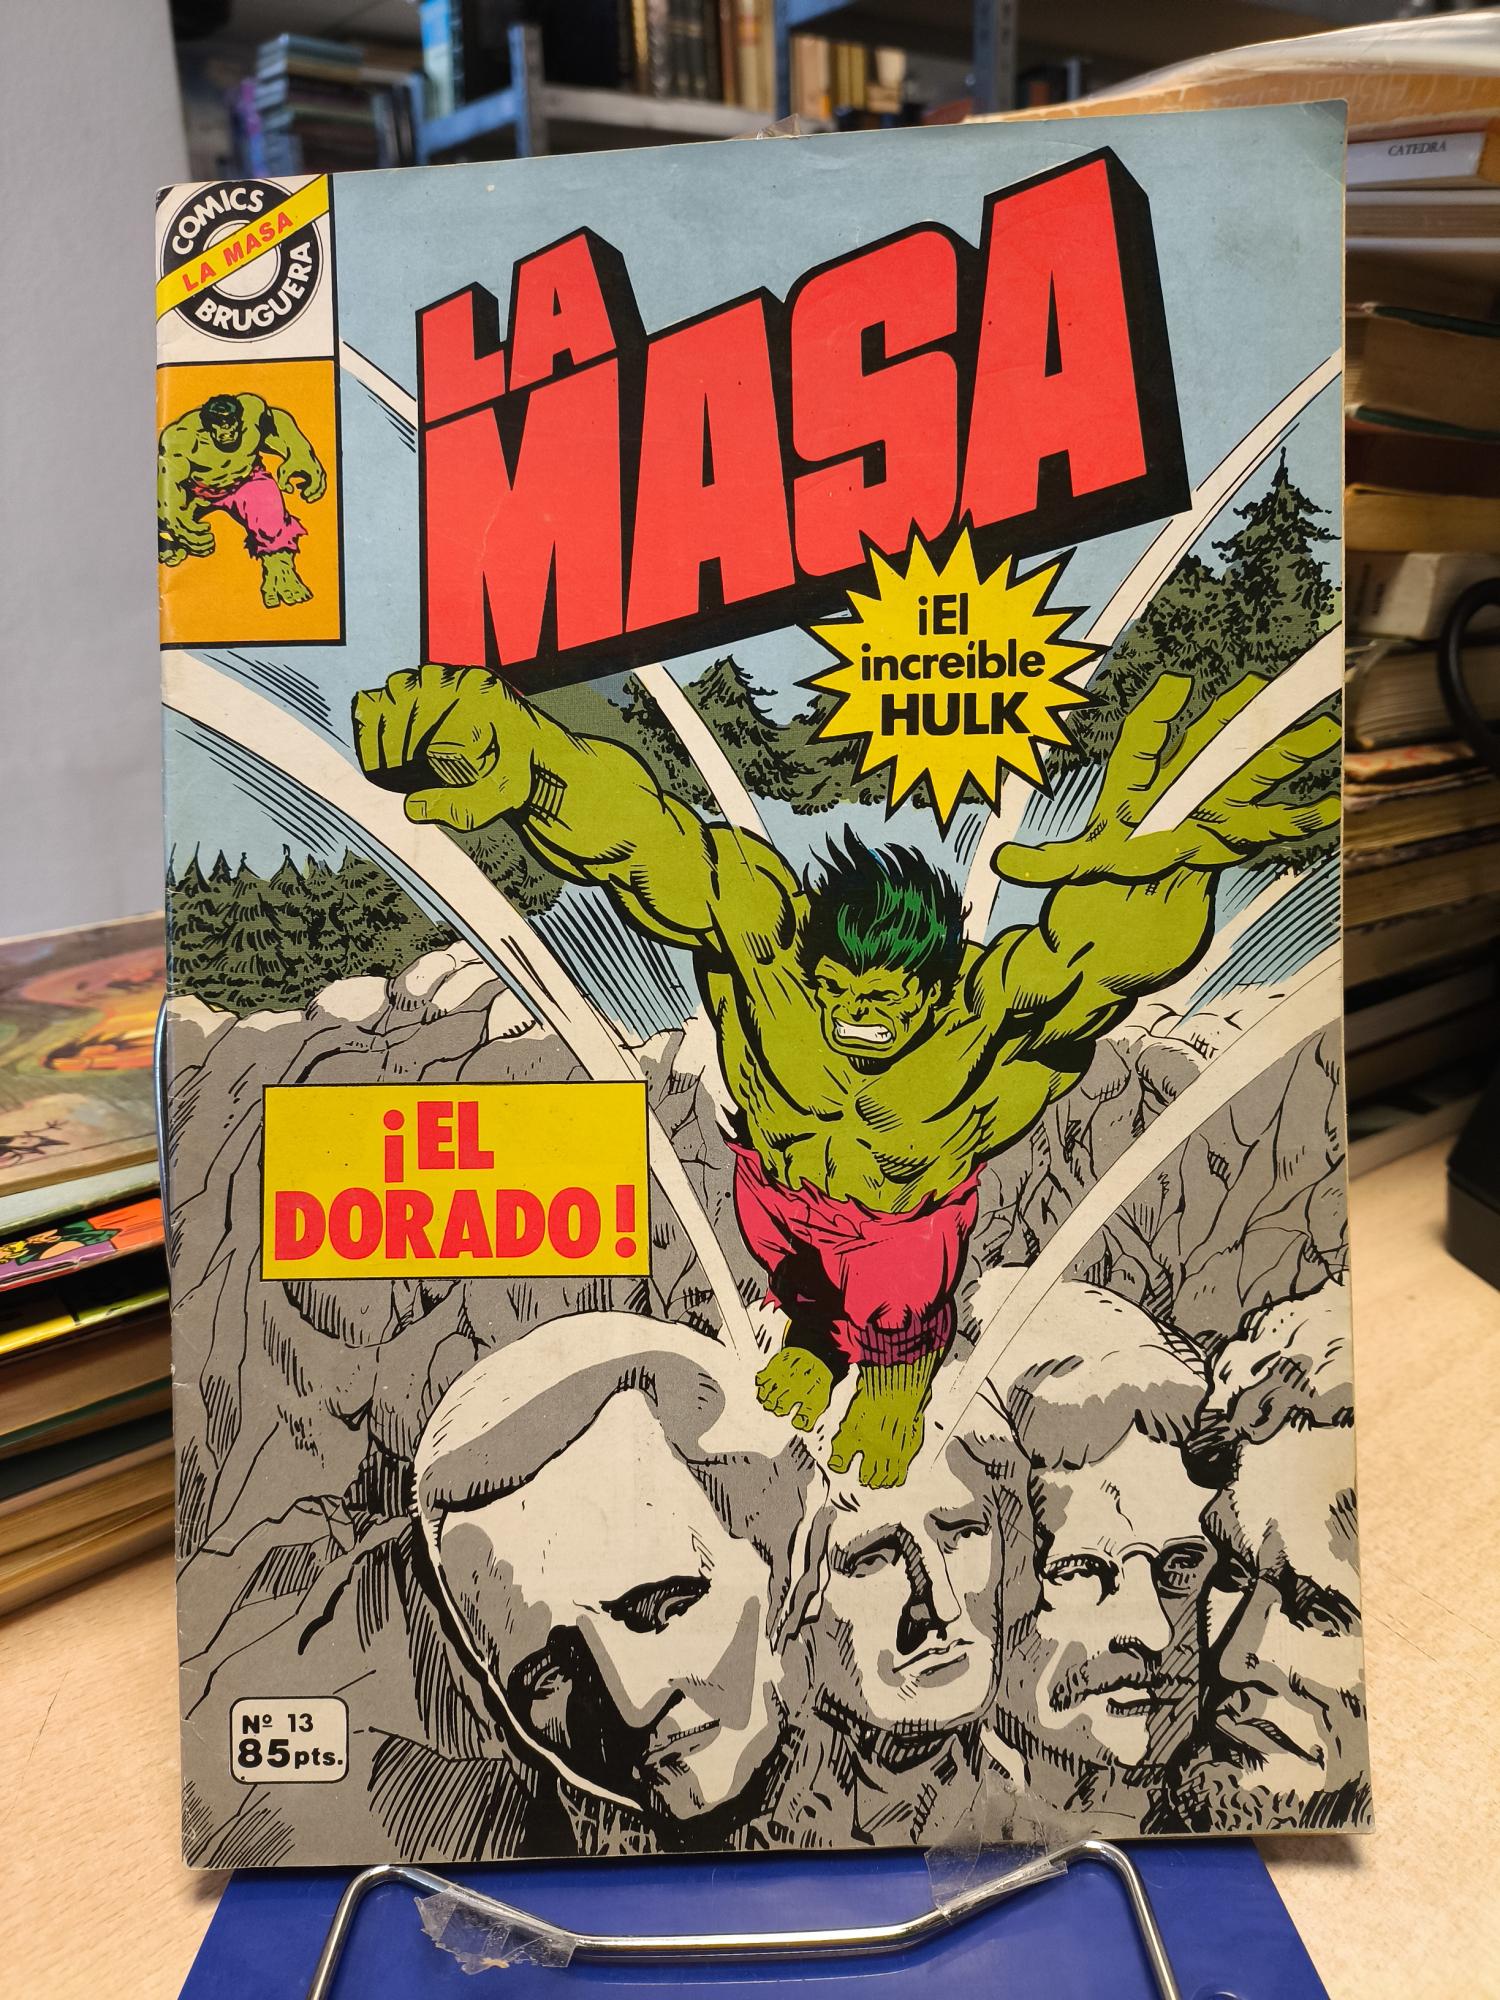 COMICS
LA MASA
BRUGUERA
LA
MASA
¡El
increíble
HULK
¡EL
DORADO!
Nº 13
85 pts.
CATEDRA